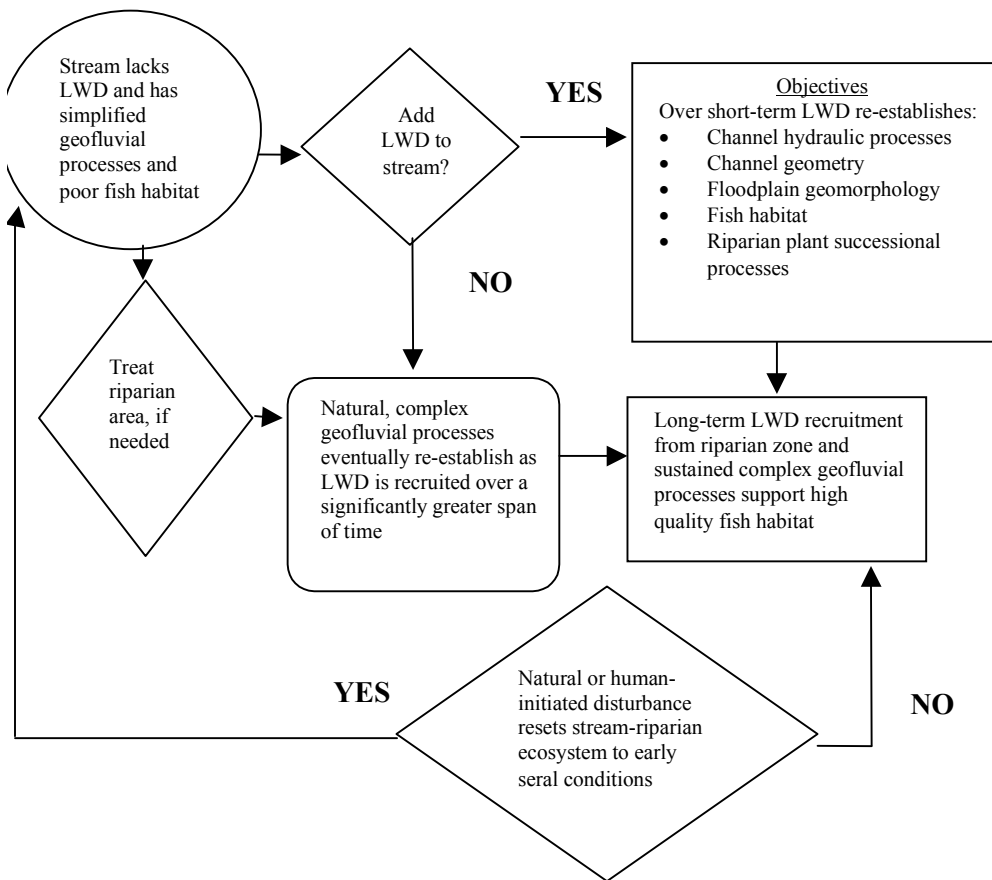 Stream lacks
LWD and has
simplified
geofluvial
processes and
poor fish habitat
Add
LWD to
stream?
YES
Objectives
Over short-term LWD re-establishes:
• Channel hydraulic processes
• Channel geometry
• Floodplain geomorphology
• Fish habitat
• Riparian plant successional
processes
NO
Treat
riparian
area, if
needed
Natural, complex
geofluvial processes
eventually re-establish as
LWD is recruited over a
significantly greater span
of time
Long-term LWD recruitment
from riparian zone and
sustained complex geofluvial
processes support high
quality fish habitat
YES
Natural or human-
initiated disturbance
resets stream-riparian
ecosystem to early
seral conditions
NO